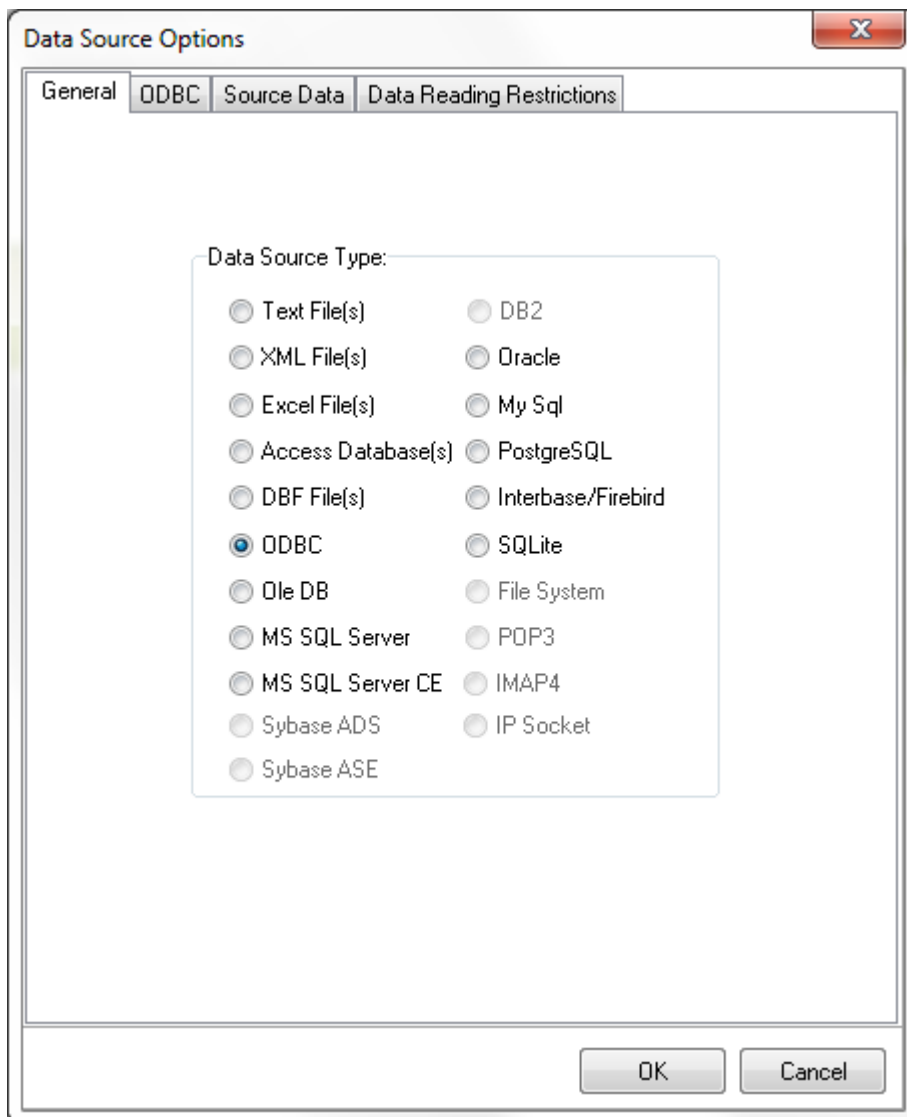 Data Source Options
General ODBC Source Data Data Reading Restrictions
Data Source Type:
Text File(s) DB2
XML File(s) Oracle
Excel File(s) My Sql
Access Database(s) PostgreSQL
DBF File(s) Interbase/Firebird
ODBC SQLite
Ole DB File System
MS SQL Server POP3
MS SQL Server CE IMAP4
Sybase ADS IP Socket
Sybase ASE
OK Cancel